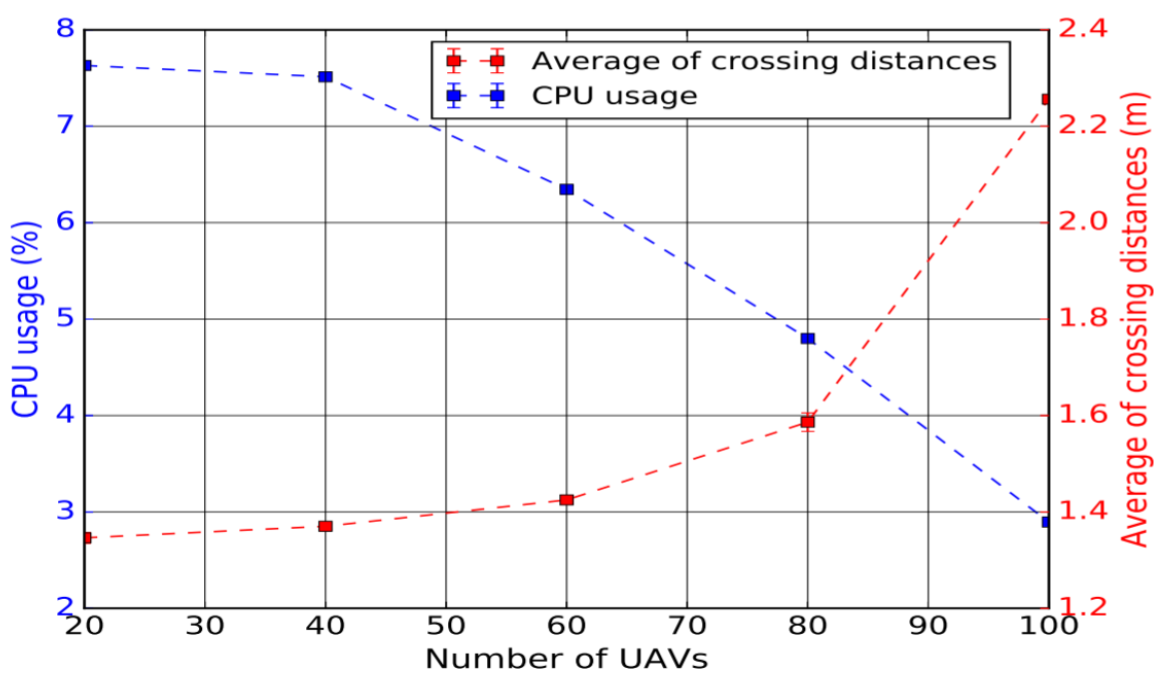 8
7
6
5
4
3
2
CPU usage (%)
Average of crossing distances
CPU usage
2.4
2.2
2.0
1.8
1.6
1.4
1.2
Average of crossing distances (m)
20 30 40 50 60 70 80 90 100
Number of UAVs